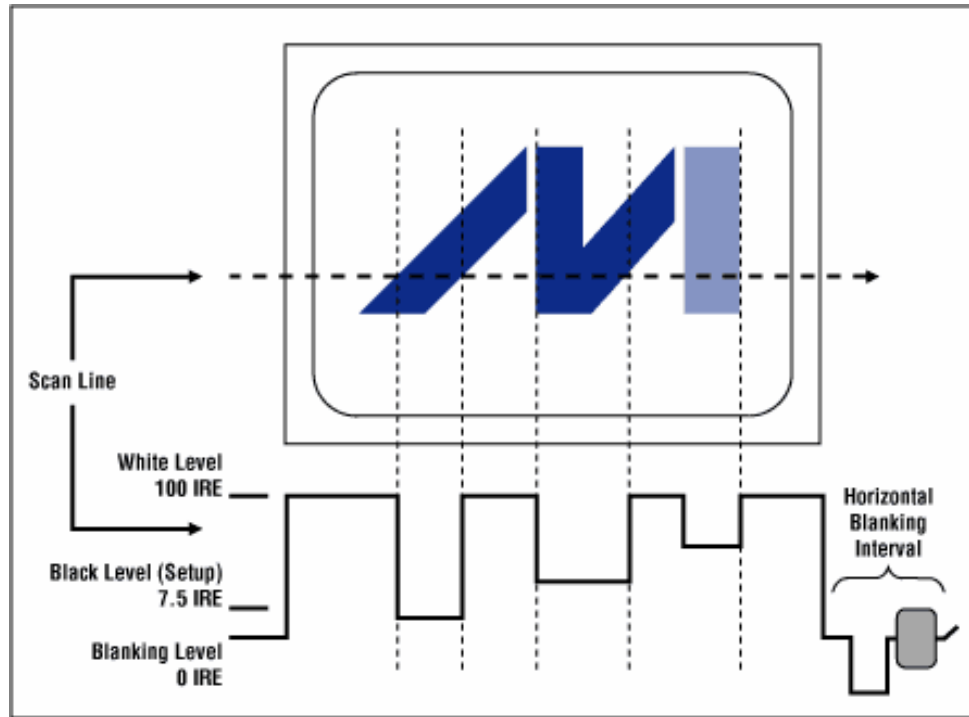 Scan Line
White Level
100 IRE
Black Level (Setup)
7.5 IRE
Blanking Level
0 IRE
Horizontal
Blanking
Interval